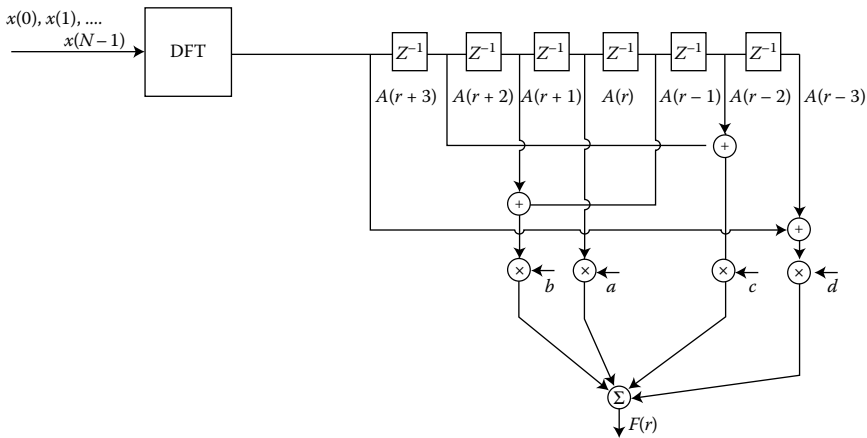 x(0), x(1), ....
x(N−1)
DFT
Z⁻¹ Z⁻¹ Z⁻¹ Z⁻¹ Z⁻¹ Z⁻¹
A(r + 3) A(r + 2) A(r + 1) A(r) A(r − 1) A(r − 2) A(r − 3)
+
+
+
× b × a × c × d
Σ
F(r)